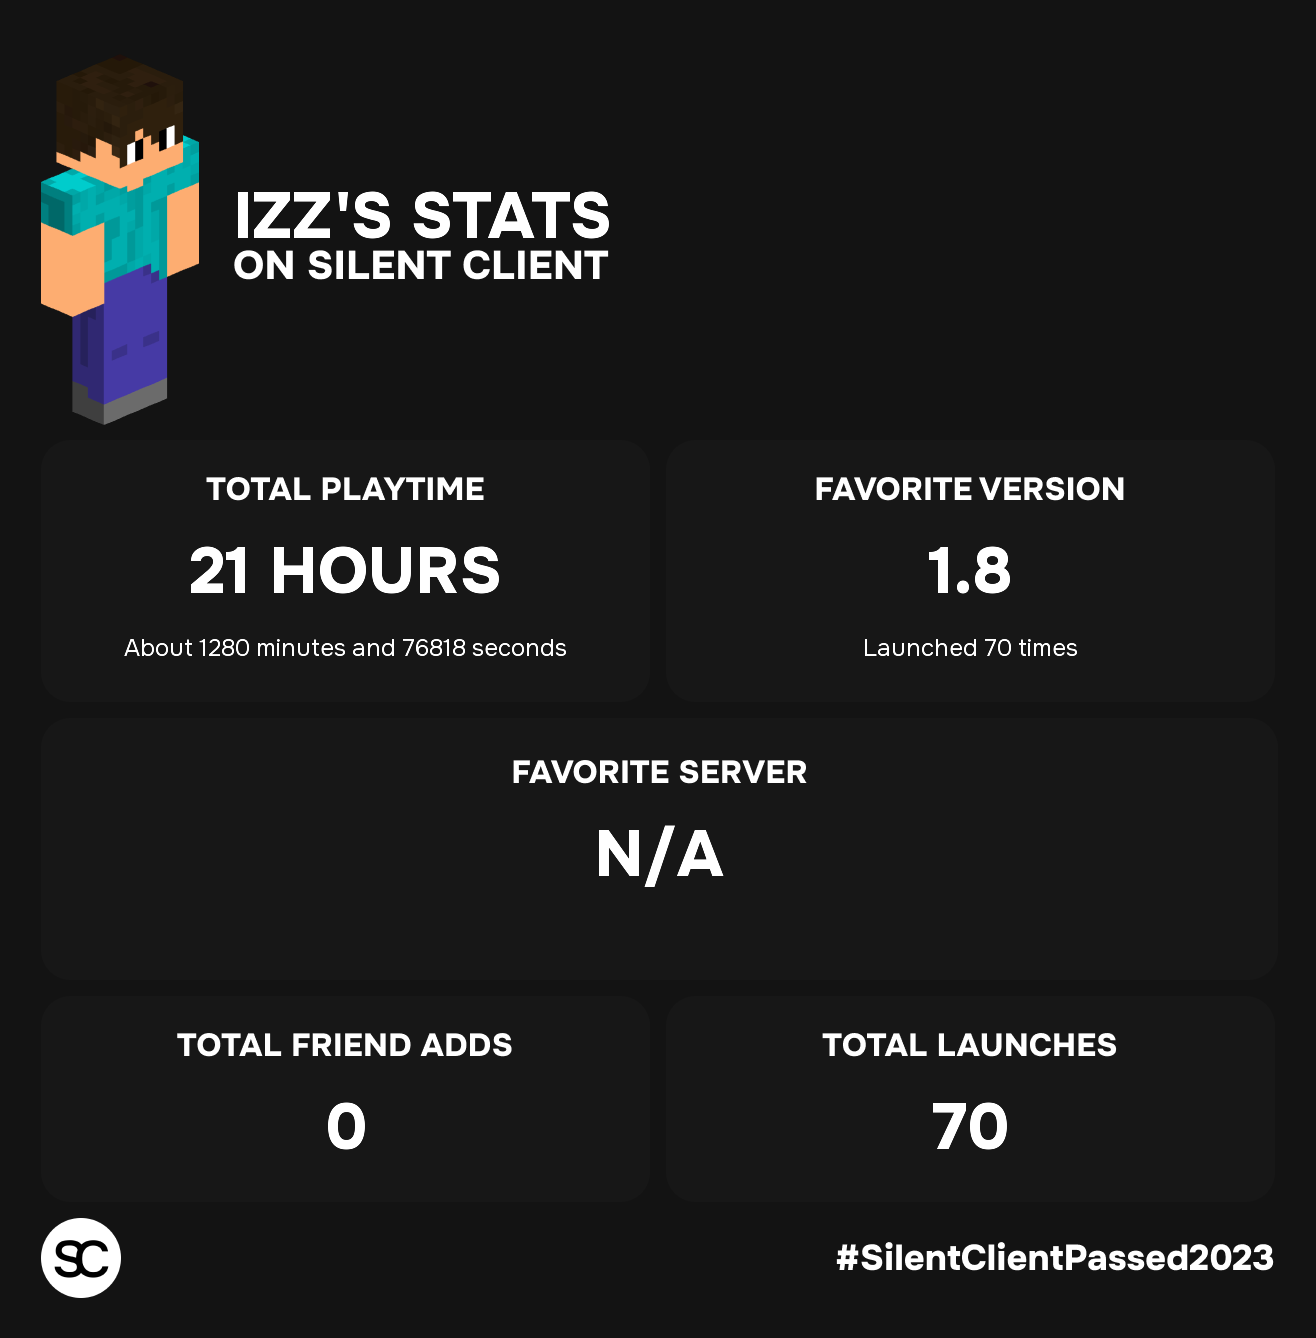 IZZ'S STATS
ON SILENT CLIENT
TOTAL PLAYTIME
21 HOURS
About 1280 minutes and 76818 seconds
FAVORITE VERSION
1.8
Launched 70 times
FAVORITE SERVER
N/A
TOTAL FRIEND ADDS
0
TOTAL LAUNCHES
70
SC
#SilentClientPassed2023